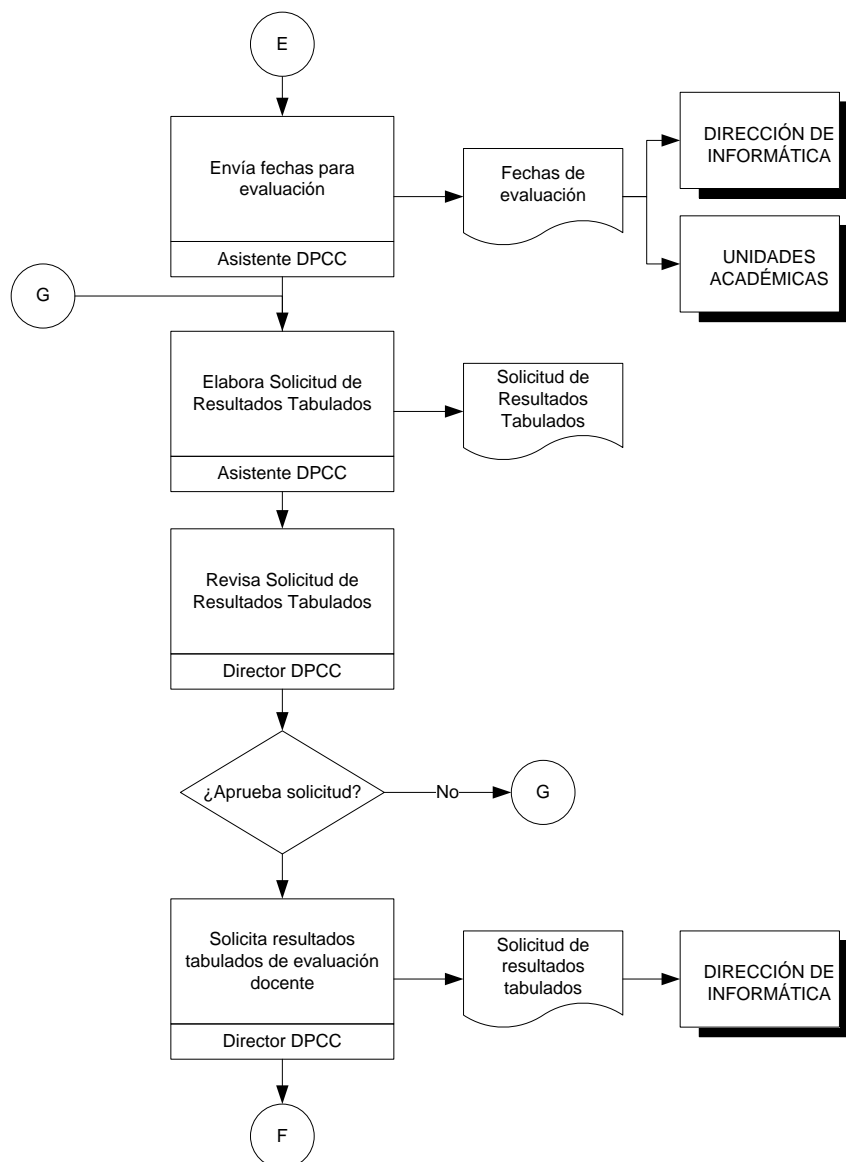 E
Envía fechas para
evaluación
Asistente DPCC
Fechas de
evaluación
DIRECCIÓN DE
INFORMÁTICA
UNIDADES
ACADÉMICAS
G
Elabora Solicitud de
Resultados Tabulados
Asistente DPCC
Solicitud de
Resultados
Tabulados
Revisa Solicitud de
Resultados Tabulados
Director DPCC
¿Aprueba solicitud?
No
G
Solicita resultados
tabulados de evaluación
docente
Director DPCC
Solicitud de
resultados
tabulados
DIRECCIÓN DE
INFORMÁTICA
F